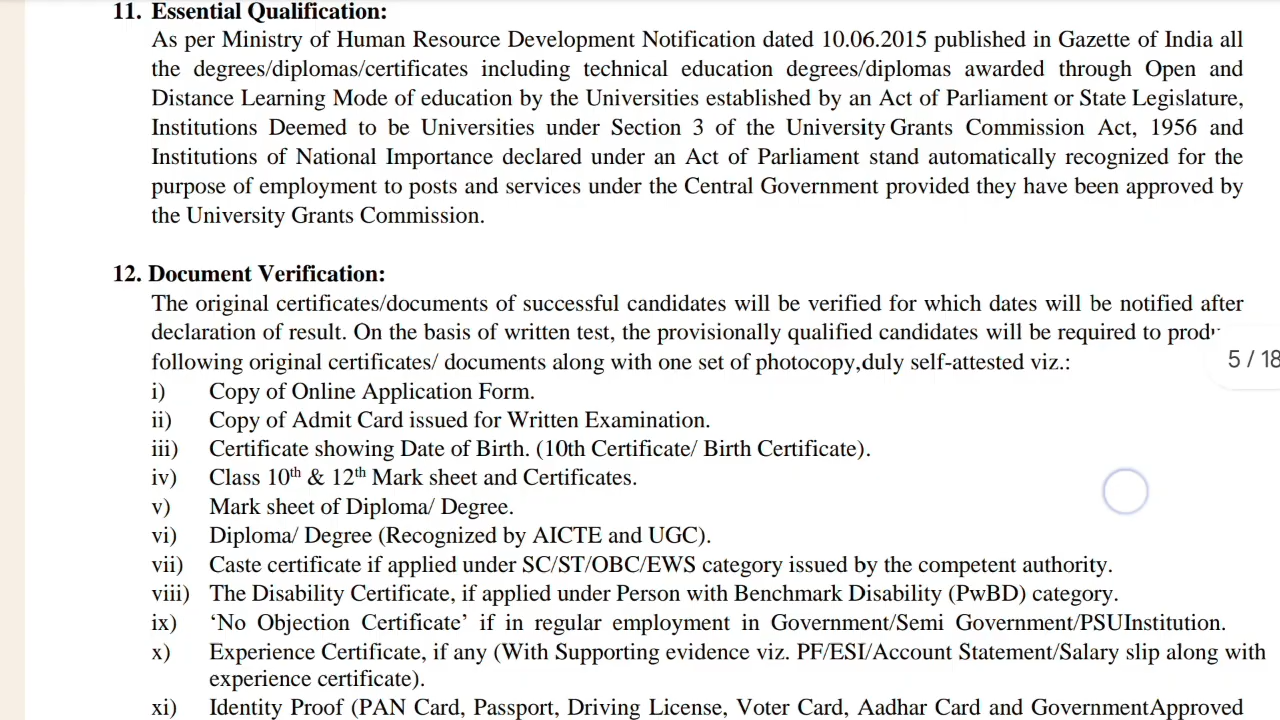 11. Essential Qualification:
As per Ministry of Human Resource Development Notification dated 10.06.2015 published in Gazette of India all
the degrees/diplomas/certificates including technical education degrees/diplomas awarded through Open and
Distance Learning Mode of education by the Universities established by an Act of Parliament or State Legislature,
Institutions Deemed to be Universities under Section 3 of the University Grants Commission Act, 1956 and
Institutions of National Importance declared under an Act of Parliament stand automatically recognized for the
purpose of employment to posts and services under the Central Government provided they have been approved by
the University Grants Commission.
12. Document Verification:
The original certificates/documents of successful candidates will be verified for which dates will be notified after
declaration of result. On the basis of written test, the provisionally qualified candidates will be required to
following original certificates/ documents along with one set of photocopy,duly self-attested viz.:
5 / 18
i) Copy of Online Application Form.
ii) Copy of Admit Card issued for Written Examination.
iii) Certificate showing Date of Birth. (10th Certificate/ Birth Certificate).
iv) Class 10th & 12th Mark sheet and Certificates.
v) Mark sheet of Diploma/ Degree.
vi) Diploma/ Degree (Recognized by AICTE and UGC).
vii) Caste certificate if applied under SC/ST/OBC/EWS category issued by the competent authority.
viii) The Disability Certificate, if applied under Person with Benchmark Disability (PwBD) category.
ix) ‘No Objection Certificate’ if in regular employment in Government/Semi Government/PSUInstitution.
x) Experience Certificate, if any (With Supporting evidence viz. PF/ESI/Account Statement/Salary slip along with
experience certificate).
xi) Identity Proof (PAN Card, Passport, Driving License, Voter Card, Aadhar Card and GovernmentApproved